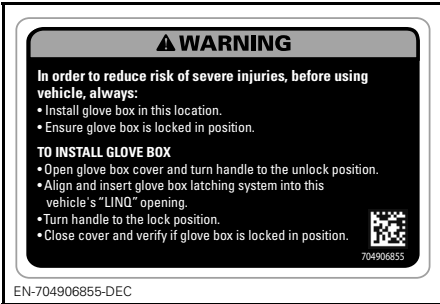 ⚠WARNING
In order to reduce risk of severe injuries, before using
vehicle, always:
• Install glove box in this location.
• Ensure glove box is locked in position.
TO INSTALL GLOVE BOX
• Open glove box cover and turn handle to the unlock position.
• Align and insert glove box latching system into this
vehicle's "LINQ" opening.
• Turn handle to the lock position.
• Close cover and verify if glove box is locked in position.
704906855
EN-704906855-DEC